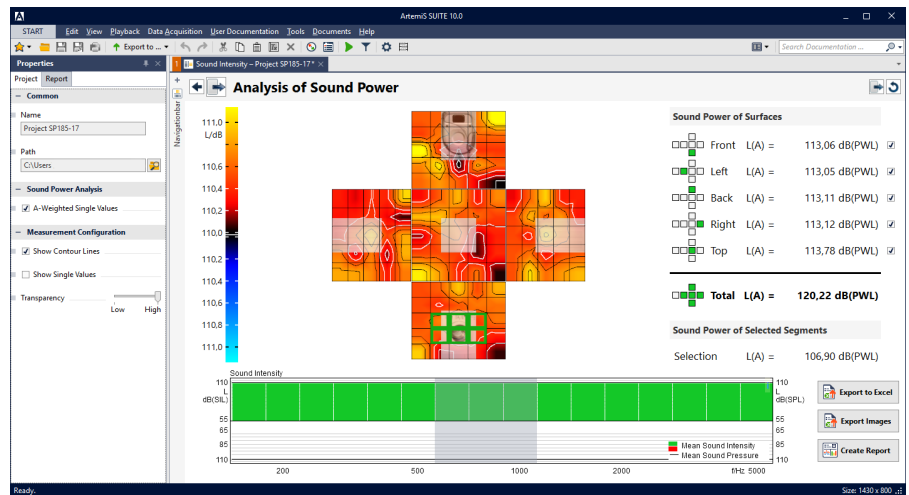 ArtemiS SUITE 10.0
START Edit View Playback Data Acquisition User Documentation Tools Documents Help
Export to ... Search Documentation ...
Properties
1 Sound Intensity – Project SP185-17*
Project Report
Common
Name
Project SP185-17
Path
C:\Users
Sound Power Analysis
A-Weighted Single Values
Measurement Configuration
Show Contour Lines
Show Single Values
Transparency
Low High
Navigationbar
Analysis of Sound Power
111.0
L/dB
110.6
110.4
110.2
110.0
110.2
110.4
110.6
110.8
111.0
Sound Power of Surfaces
Front L(A) = 113,06 dB(PWL)
Left L(A) = 113,05 dB(PWL)
Back L(A) = 113,11 dB(PWL)
Right L(A) = 113,12 dB(PWL)
Top L(A) = 113,78 dB(PWL)
Total L(A) = 120,22 dB(PWL)
Sound Power of Selected Segments
Selection L(A) = 106,90 dB(PWL)
Sound Intensity
110 110
L L
dB(SIL) dB(SPL)
55 55
65 65
85 85
110 110
Mean Sound Intensity
Mean Sound Pressure
200 500 1000 2000 f/Hz 5000
Export to Excel
Export Images
Create Report
Ready. Size: 1430 x 800